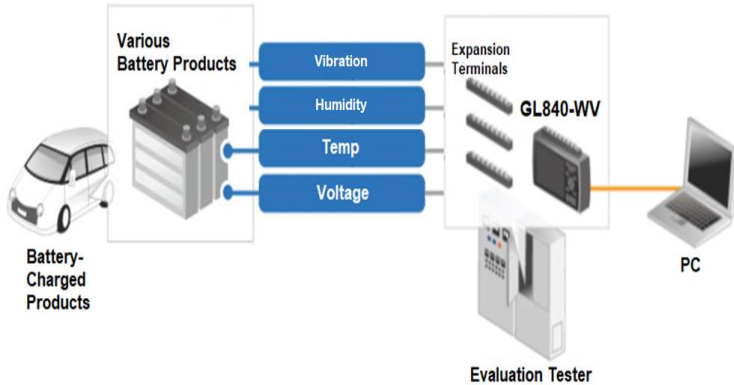 Various
Battery Products
Vibration
Humidity
Temp
Voltage
Expansion
Terminals
GL840-WV
Battery-
Charged
Products
PC
Evaluation Tester